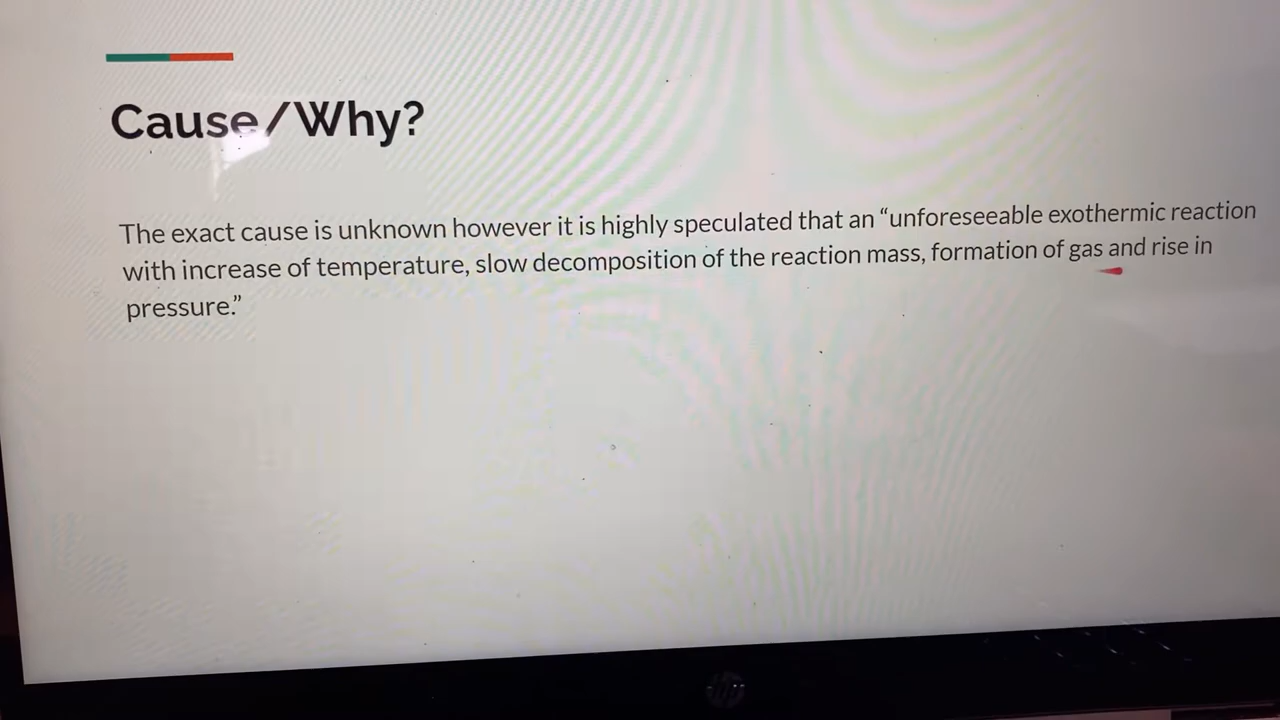 Cause/Why?
The exact cause is unknown however it is highly speculated that an “unforeseeable exothermic reaction
with increase of temperature, slow decomposition of the reaction mass, formation of gas and rise in
pressure.”
hp